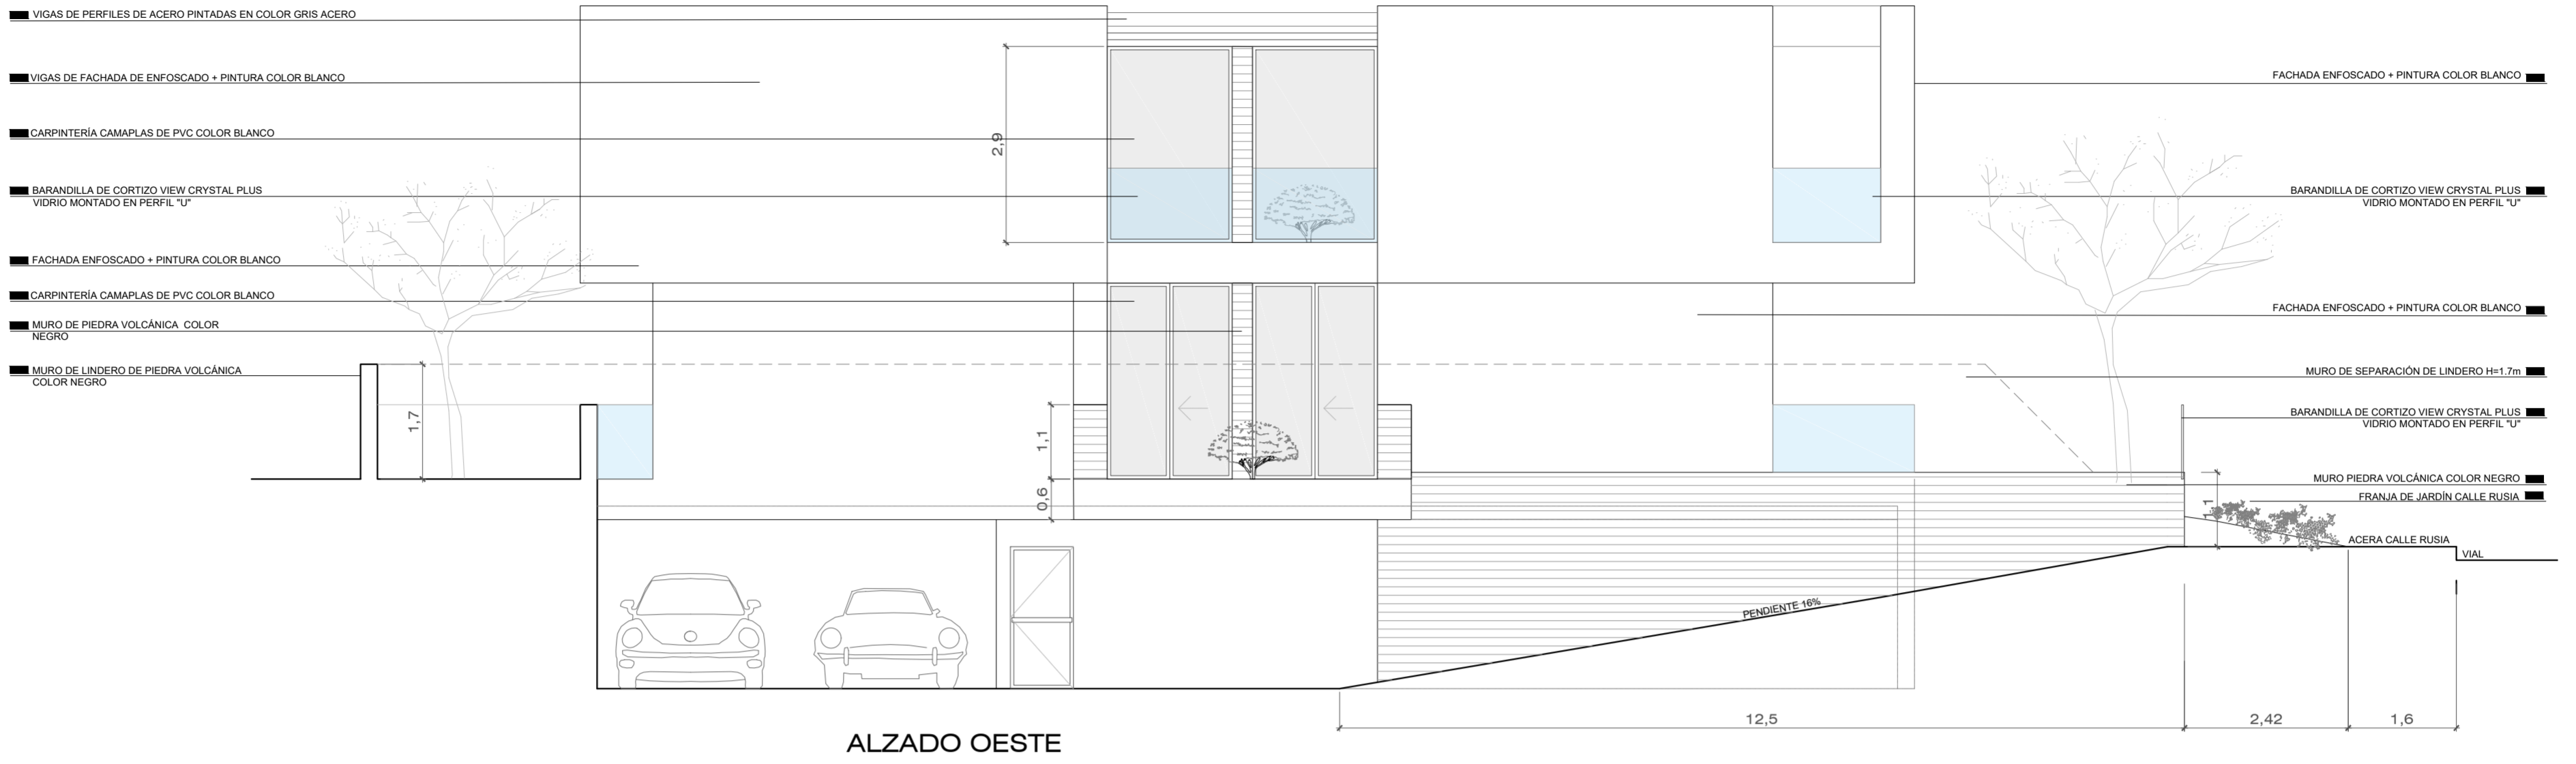 VIGAS DE PERFILES DE ACERO PINTADAS EN COLOR GRIS ACERO
VIGAS DE FACHADA DE ENFOSCADO + PINTURA COLOR BLANCO
CARPINTERÍA CAMAPLAS DE PVC COLOR BLANCO
BARANDILLA DE CORTIZO VIEW CRYSTAL PLUS
VIDRIO MONTADO EN PERFIL "U"
FACHADA ENFOSCADO + PINTURA COLOR BLANCO
CARPINTERÍA CAMAPLAS DE PVC COLOR BLANCO
MURO DE PIEDRA VOLCÁNICA COLOR
NEGRO
MURO DE LINDERO DE PIEDRA VOLCÁNICA
COLOR NEGRO
2,9
1,7
1,1
0,6
FACHADA ENFOSCADO + PINTURA COLOR BLANCO
BARANDILLA DE CORTIZO VIEW CRYSTAL PLUS
VIDRIO MONTADO EN PERFIL "U"
FACHADA ENFOSCADO + PINTURA COLOR BLANCO
MURO DE SEPARACIÓN DE LINDERO H=1.7m
BARANDILLA DE CORTIZO VIEW CRYSTAL PLUS
VIDRIO MONTADO EN PERFIL "U"
MURO PIEDRA VOLCÁNICA COLOR NEGRO
FRANJA DE JARDÍN CALLE RUSIA
ACERA CALLE RUSIA
VIAL
PENDIENTE 16%
12,5
2,42
1,6
ALZADO OESTE